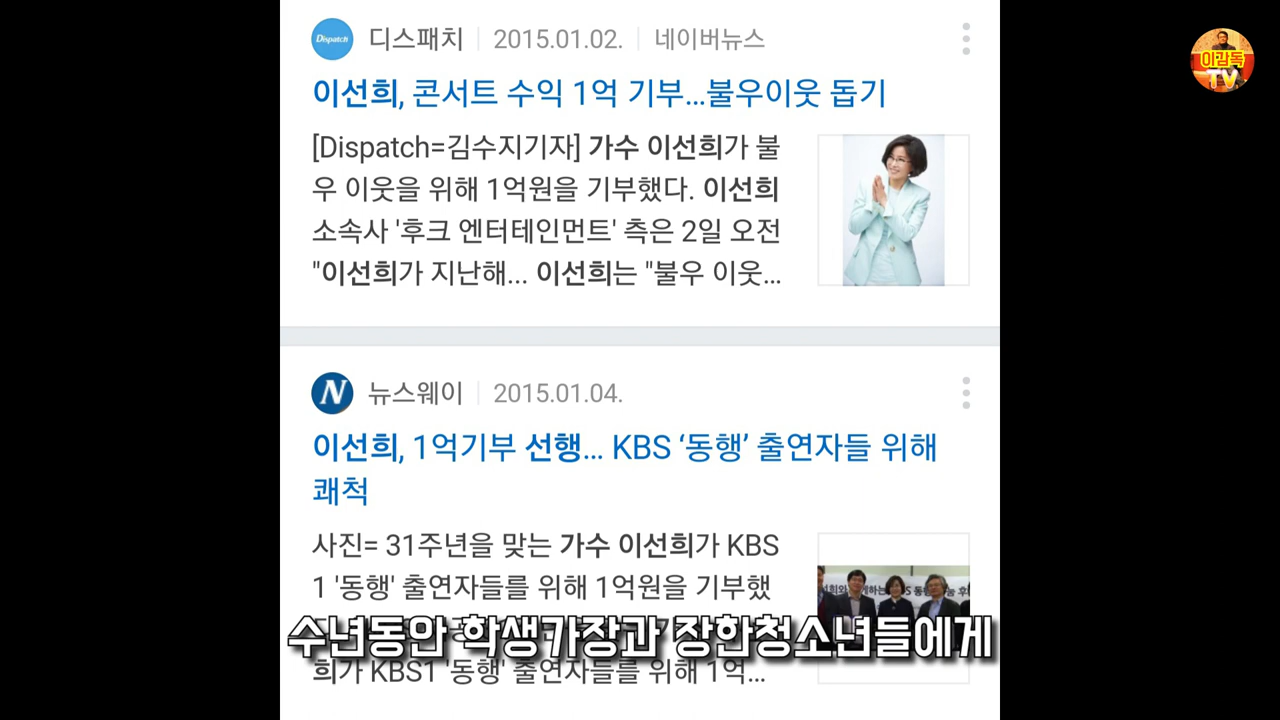 Dispatch
디스패치
2015.01.02.
네이버뉴스
이감독
TV
이선희, 콘서트 수익 1억 기부...불우이웃 돕기
[Dispatch=김수지기자] 가수 이선희가 불
우 이웃을 위해 1억원을 기부했다. 이선희
소속사 '후크 엔터테인먼트' 측은 2일 오전
"이선희가 지난해... 이선희는 "불우 이웃...
N
뉴스웨이
2015.01.04.
이선희, 1억기부 선행... KBS ‘동행’ 출연자들 위해
쾌척
사진= 31주년을 맞는 가수 이선희가 KBS
1 '동행' 출연자들를 위해 1억원을 기부했
수년동안 학생가장과 장한청소년들에게
희가 KBS1 '동행' 출연자들를 위해 1억...